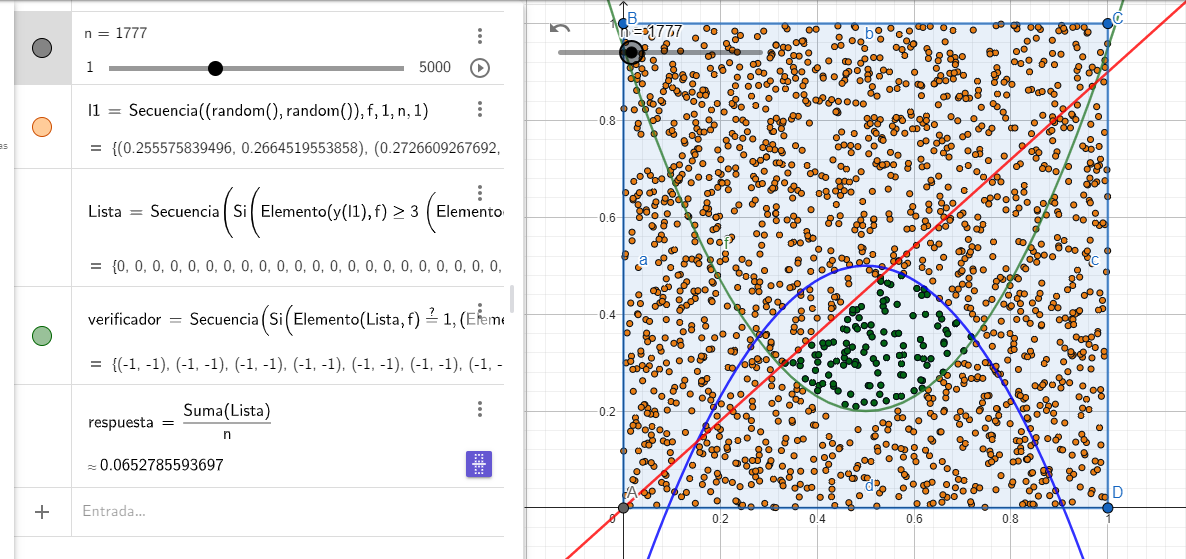 n = 1777
1
5000
l1 = Secuencia((random(), random()), f, 1, n, 1)
= {(0.255575839496, 0.2664519553858), (0.2726609267692,
as
Lista = Secuencia(Si(Elemento(y(l1), f) ≥ 3 (Elemento
= {0, 0, 0, 0, 0, 0, 0, 0, 0, 0, 0, 0, 0, 0, 0, 0, 0, 0, 0, 0, 0, 0, 0,
verificador = Secuencia(Si(Elemento(Lista, f) ≟ 1, (Eleme
= {(-1, -1), (-1, -1), (-1, -1), (-1, -1), (-1, -1), (-1, -1), (-1, -
respuesta = Suma(Lista)
n
≈ 0.0652785593697
+ Entrada...
1 B C
n = 1777 b
0.8
0.6
f
a c
0.4
0.2
d
A D
0 0.2 0.4 0.6 0.8 1